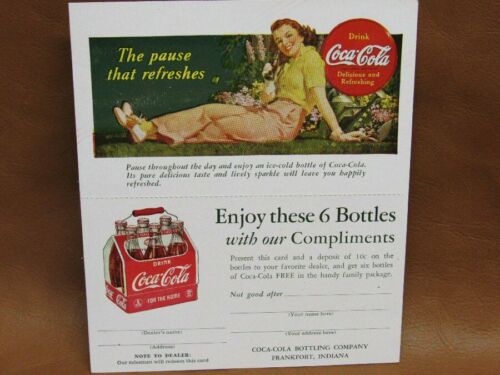 The pause
that refreshes
Drink
Coca-Cola
Delicious and
Refreshing
Pause throughout the day and enjoy an ice-cold bottle of Coca-Cola.
Its pure delicious taste and lively sparkle will leave you happily
refreshed.
DRINK
Coca-Cola
FOR THE HOME
Enjoy these 6 Bottles
with our Compliments
Present this card and a deposit of 10c on
the bottles to your favorite dealer, and get six bottles
of Coca-Cola FREE in the handy family package.
Not good after
(Your name here)
(Your address here)
COCA-COLA BOTTLING COMPANY
FRANKFORT, INDIANA
(Dealer's name)
(Address)
NOTE TO DEALER:
Our salesman will redeem this card